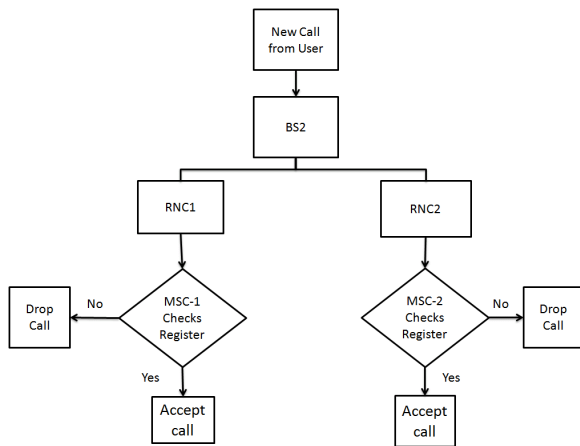 New Call
from User
BS2
RNC1
RNC2
MSC-1
Checks
Register
MSC-2
Checks
Register
Drop
Call
No
No
Drop
Call
Yes
Yes
Accept
call
Accept
call